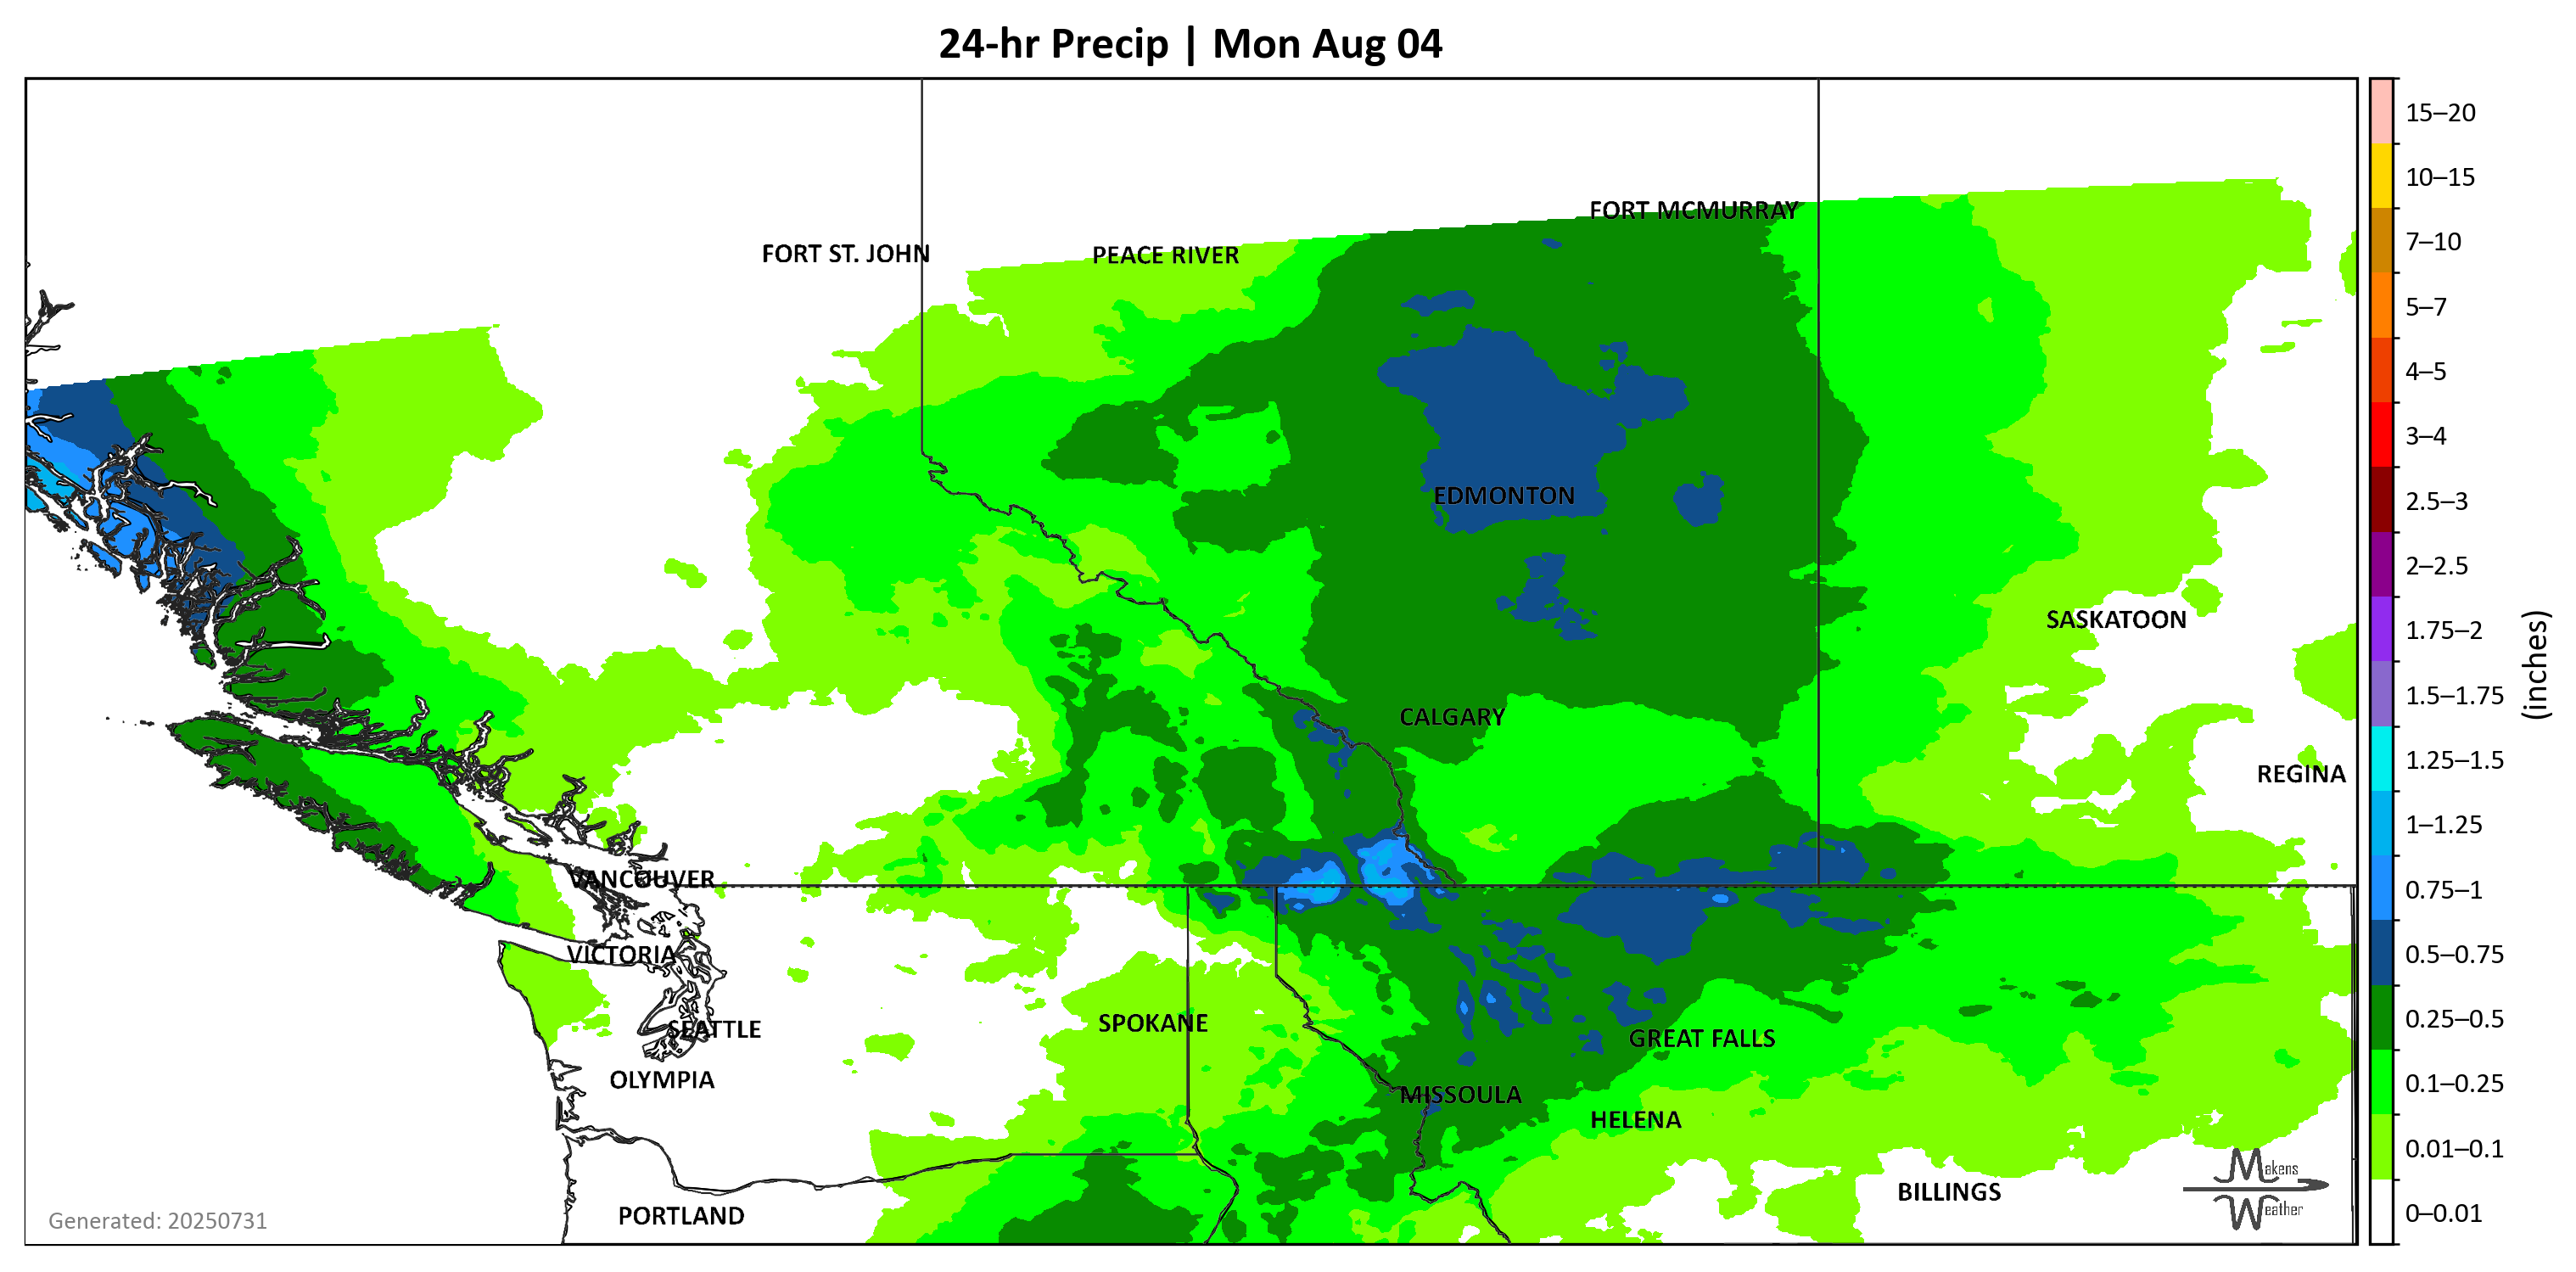 24-hr Precip | Mon Aug 04
FORT MCMURRAY
FORT ST. JOHN
PEACE RIVER
EDMONTON
SASKATOON
CALGARY
REGINA
VANCOUVER
VICTORIA
SPOKANE
SEATTLE
GREAT FALLS
OLYMPIA
MISSOULA
HELENA
BILLINGS
PORTLAND
Generated: 20250731
Makens
Weather
15–20
10–15
7–10
5–7
4–5
3–4
2.5–3
2–2.5
1.75–2
1.5–1.75
1.25–1.5
1–1.25
0.75–1
0.5–0.75
0.25–0.5
0.1–0.25
0.01–0.1
0–0.01
(inches)